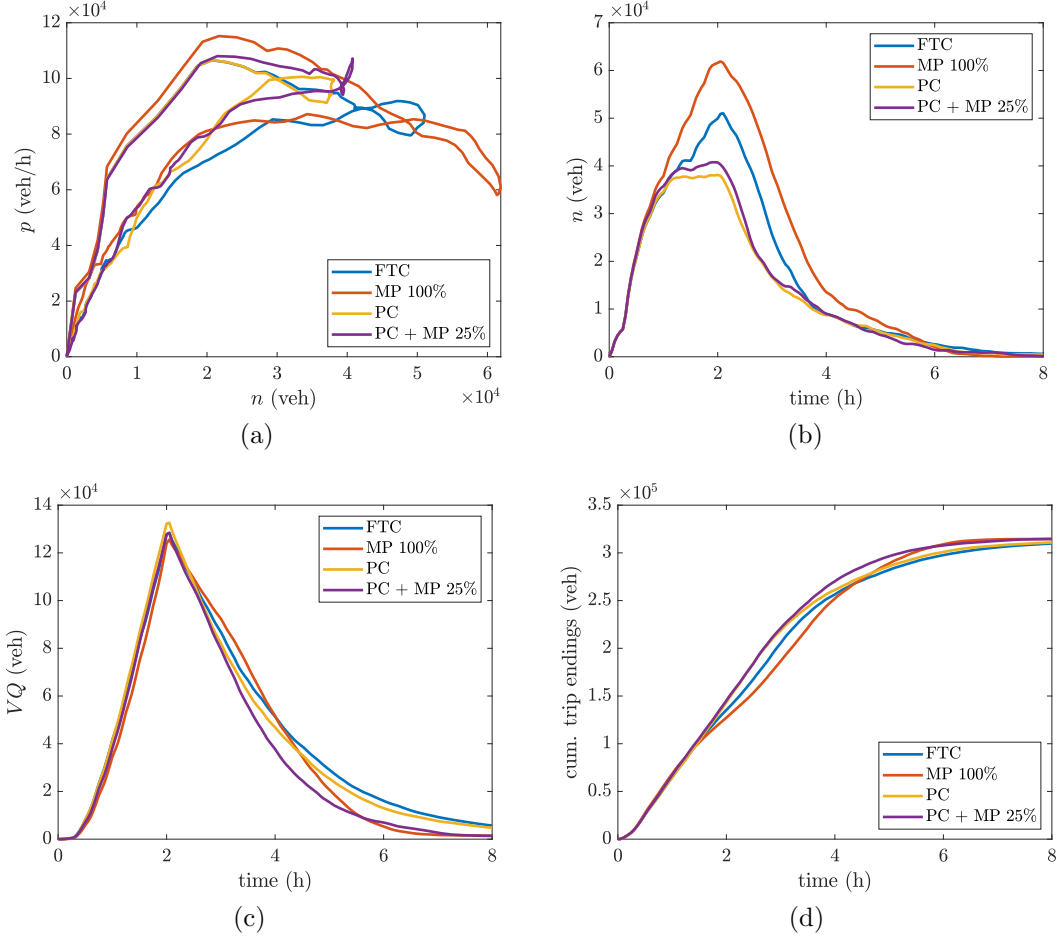 ×10⁴
12
10
8
6
4
2
0
p (veh/h)
0 1 2 3 4 5 6
n (veh)
×10⁴
FTC
MP 100%
PC
PC + MP 25%
(a)
×10⁴
7
6
5
4
3
2
1
0
n (veh)
0 2 4 6 8
time (h)
FTC
MP 100%
PC
PC + MP 25%
(b)
×10⁴
14
12
10
8
6
4
2
0
VQ (veh)
0 2 4 6 8
time (h)
FTC
MP 100%
PC
PC + MP 25%
(c)
×10⁵
3.5
3
2.5
2
1.5
1
0.5
0
cum. trip endings (veh)
0 2 4 6 8
time (h)
FTC
MP 100%
PC
PC + MP 25%
(d)